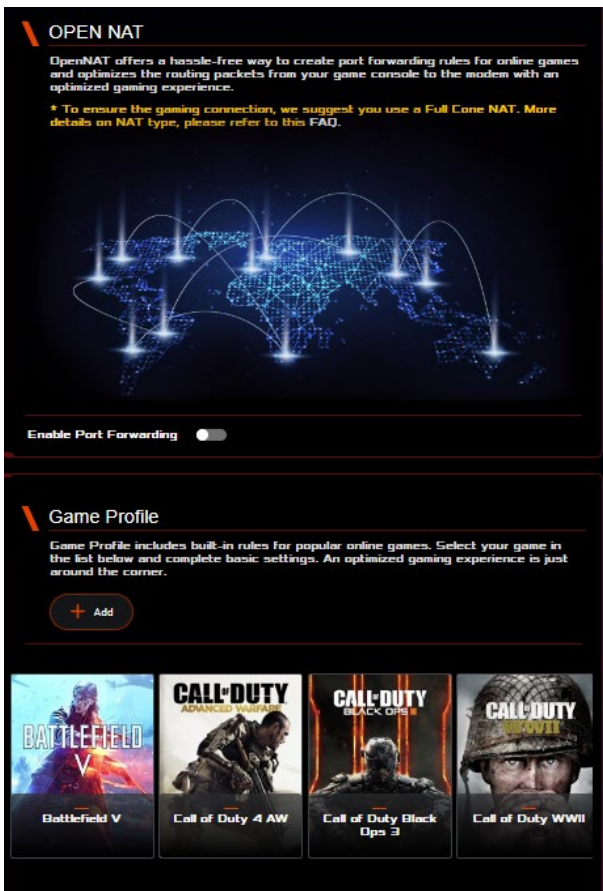 OPEN NAT
OpenNAT offers a hassle-free way to create port forwarding rules for online games
and optimizes the routing packets from your game console to the modem with an
optimized gaming experience.
* To ensure the gaming connection, we suggest you use a Full Cone NAT. More
details on NAT type, please refer to this FAQ.
Enable Port Forwarding
Game Profile
Game Profile includes built-in rules for popular online games. Select your game in
the list below and complete basic settings. An optimized gaming experience is just
around the corner.
+ Add
BATTLEFIELD
V
Battlefield V
CALL OF DUTY
ADVANCED WARFARE
Call of Duty 4 AW
CALL OF DUTY
BLACK OPS III
Call of Duty Black
Ops 3
CALL OF DUTY
WWII
Call of Duty WWII